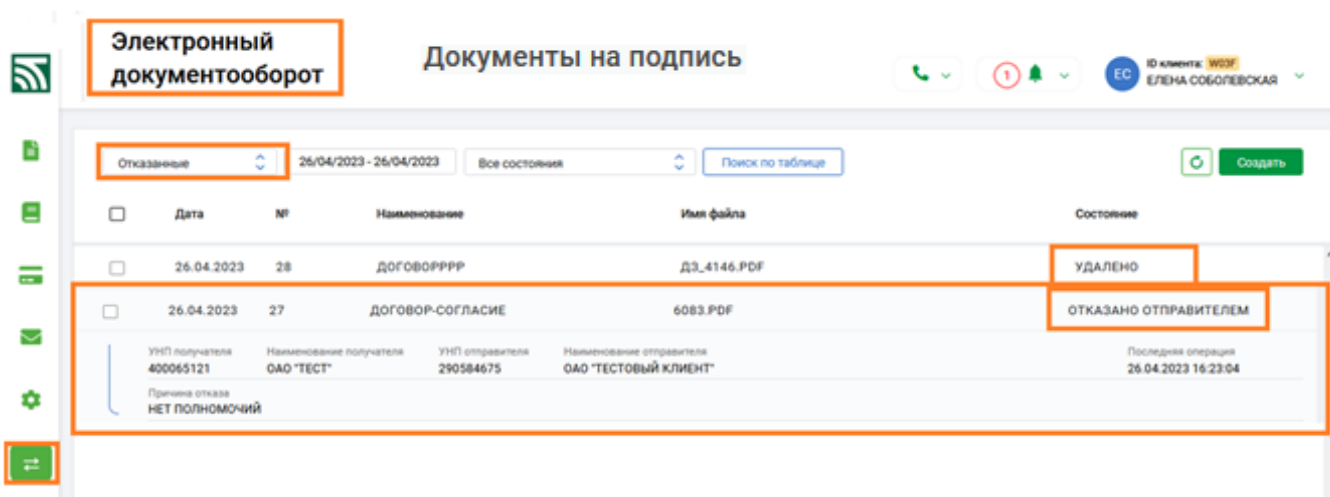 Электронный
документооборот
Документы на подпись
1
ЕС
ID клиента: W03F
ЕЛЕНА СОБОЛЕВСКАЯ
Отказанные
26/04/2023 - 26/04/2023
Все состояния
Поиск по таблице
Создать
Дата № Наименование Имя файла Состояние
26.04.2023 28 ДОГОВОРРРР ДЗ_4146.PDF УДАЛЕНО
26.04.2023 27 ДОГОВОР-СОГЛАСИЕ 6083.PDF ОТКАЗАНО ОТПРАВИТЕЛЕМ
УНП получателя Наименование получателя УНП отправителя Наименование отправителя Последняя операция
400065121 ОАО "ТЕСТ" 290584675 ОАО "ТЕСТОВЫЙ КЛИЕНТ" 26.04.2023 16:23:04
Причина отказа
НЕТ ПОЛНОМОЧИЙ